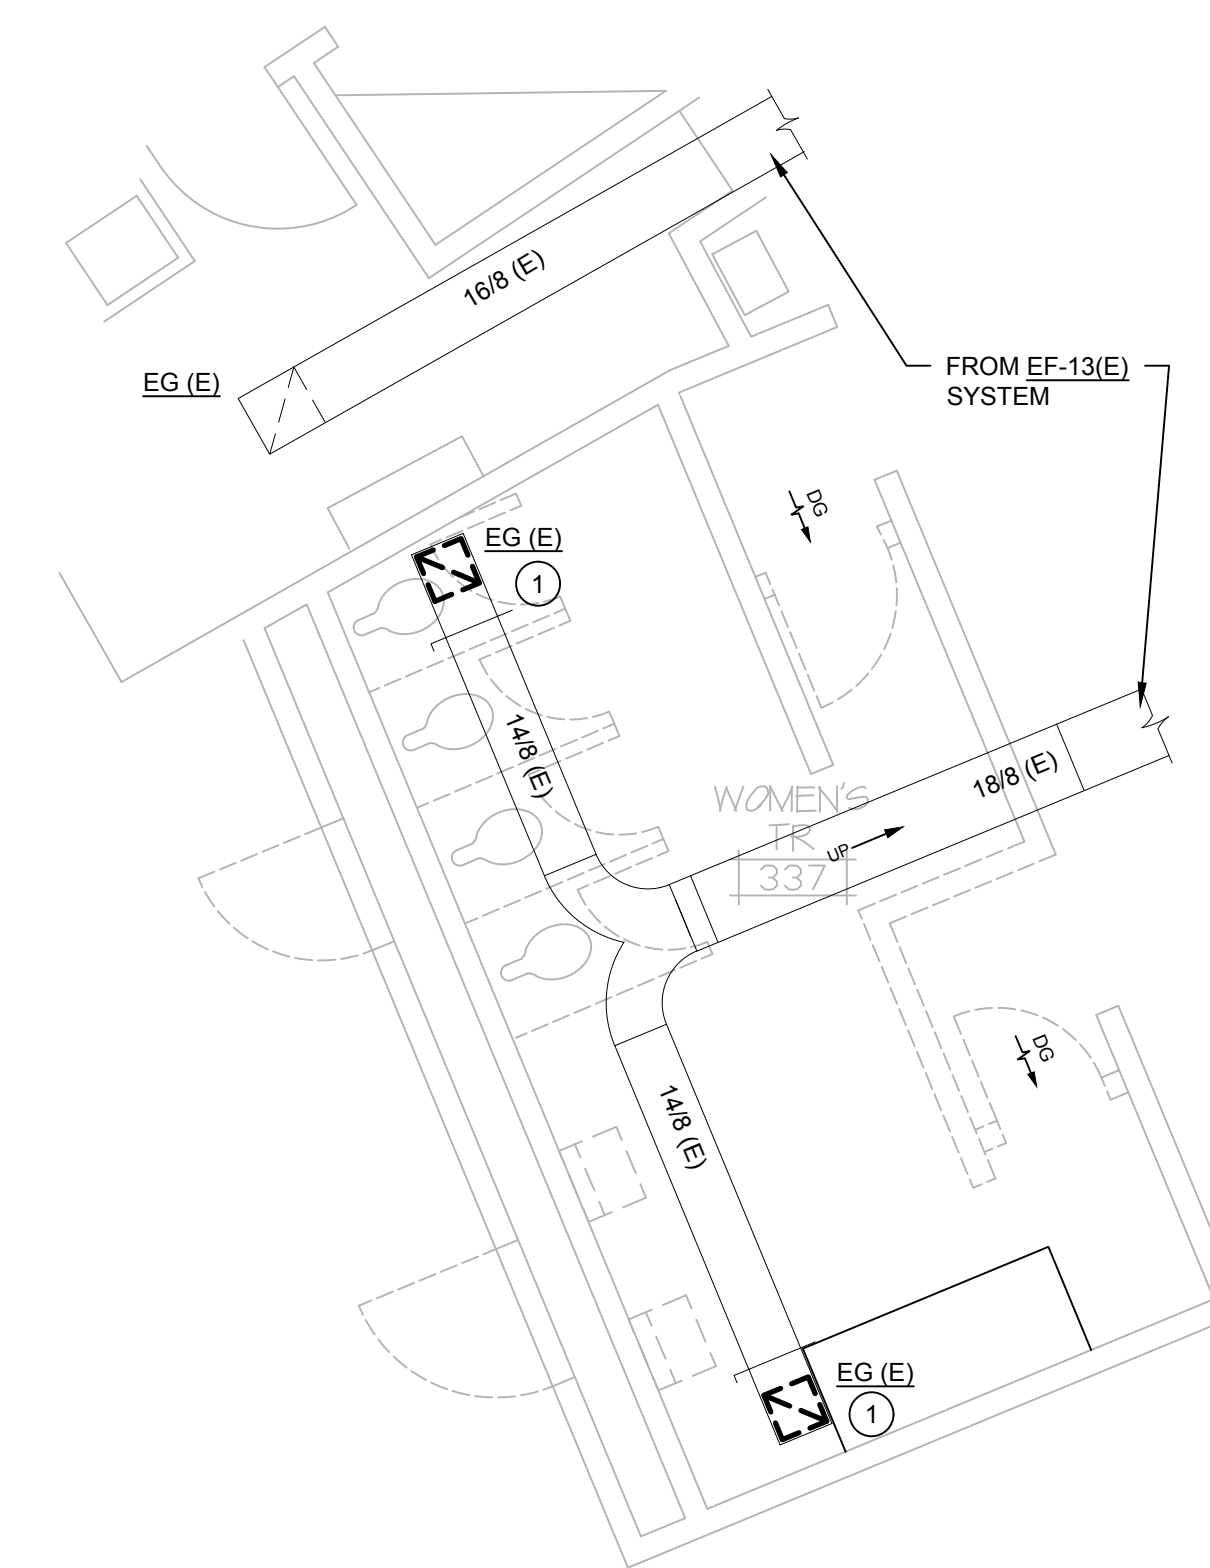 16/8 (E)
EG (E)
FROM EF-13(E)
SYSTEM
DG
EG (E)
1
14/8 (E)
18/8 (E)
WOMEN'S
TR
337
UP
DG
14/8 (E)
EG (E)
1